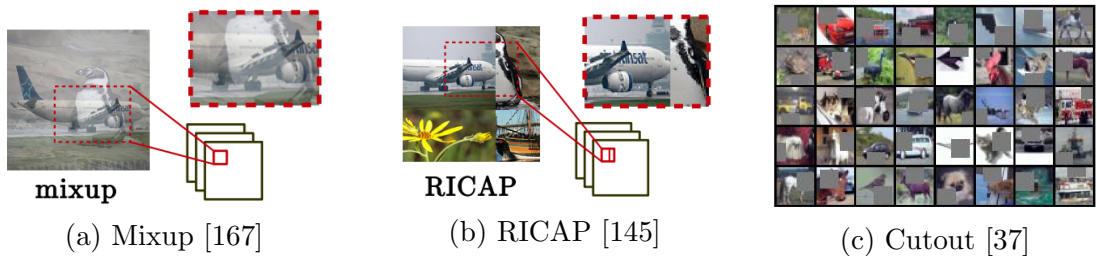 mixup
RICAP
(a) Mixup [167]
(b) RICAP [145]
(c) Cutout [37]